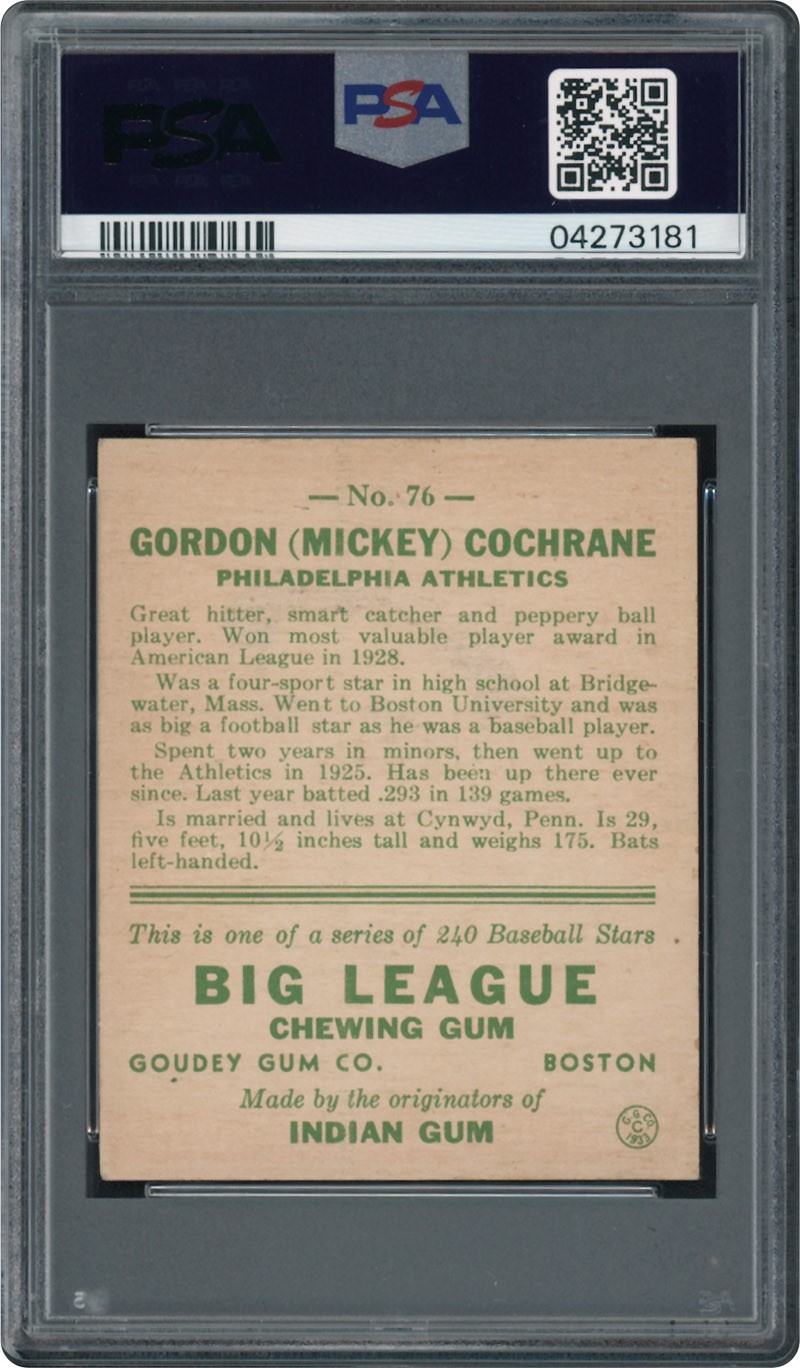 PSA
PSA
04273181
— No. 76 —
GORDON (MICKEY) COCHRANE
PHILADELPHIA ATHLETICS
Great hitter, smart catcher and peppery ball
player. Won most valuable player award in
American League in 1928.
Was a four-sport star in high school at Bridge-
water, Mass. Went to Boston University and was
as big a football star as he was a baseball player.
Spent two years in minors, then went up to
the Athletics in 1925. Has been up there ever
since. Last year batted .293 in 139 games.
Is married and lives at Cynwyd, Penn. Is 29,
five feet, 10½ inches tall and weighs 175. Bats
left-handed.
This is one of a series of 240 Baseball Stars
BIG LEAGUE
CHEWING GUM
GOUDEY GUM CO. BOSTON
Made by the originators of
INDIAN GUM
G.G.CO.
C
1933